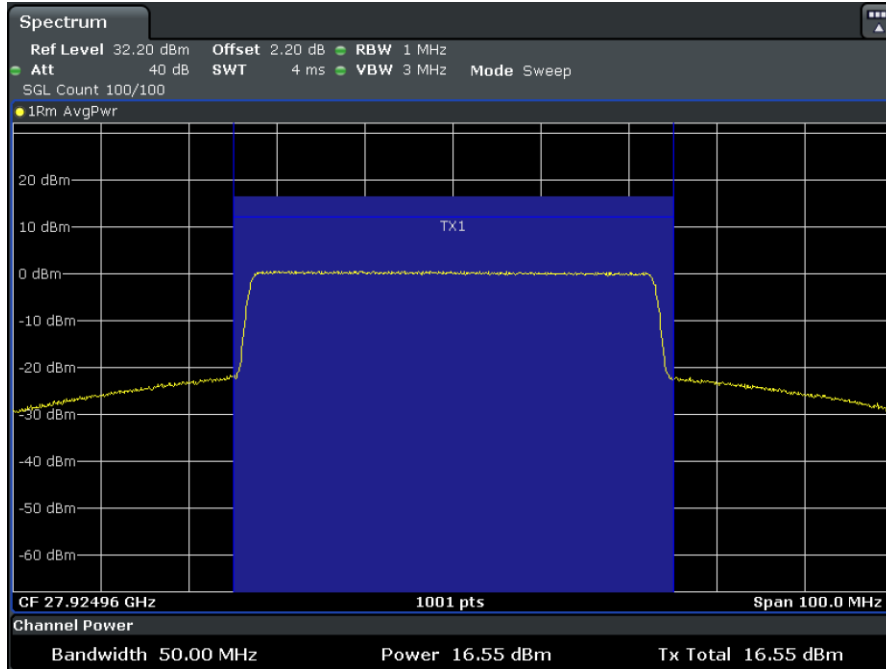 Spectrum
Ref Level 32.20 dBm Offset 2.20 dB RBW 1 MHz
Att 40 dB SWT 4 ms VBW 3 MHz Mode Sweep
SGL Count 100/100
1Rm AvgPwr
20 dBm
TX1
10 dBm
0 dBm
-10 dBm
-20 dBm
-30 dBm
-40 dBm
-50 dBm
-60 dBm
CF 27.92496 GHz 1001 pts Span 100.0 MHz
Channel Power
Bandwidth 50.00 MHz Power 16.55 dBm Tx Total 16.55 dBm